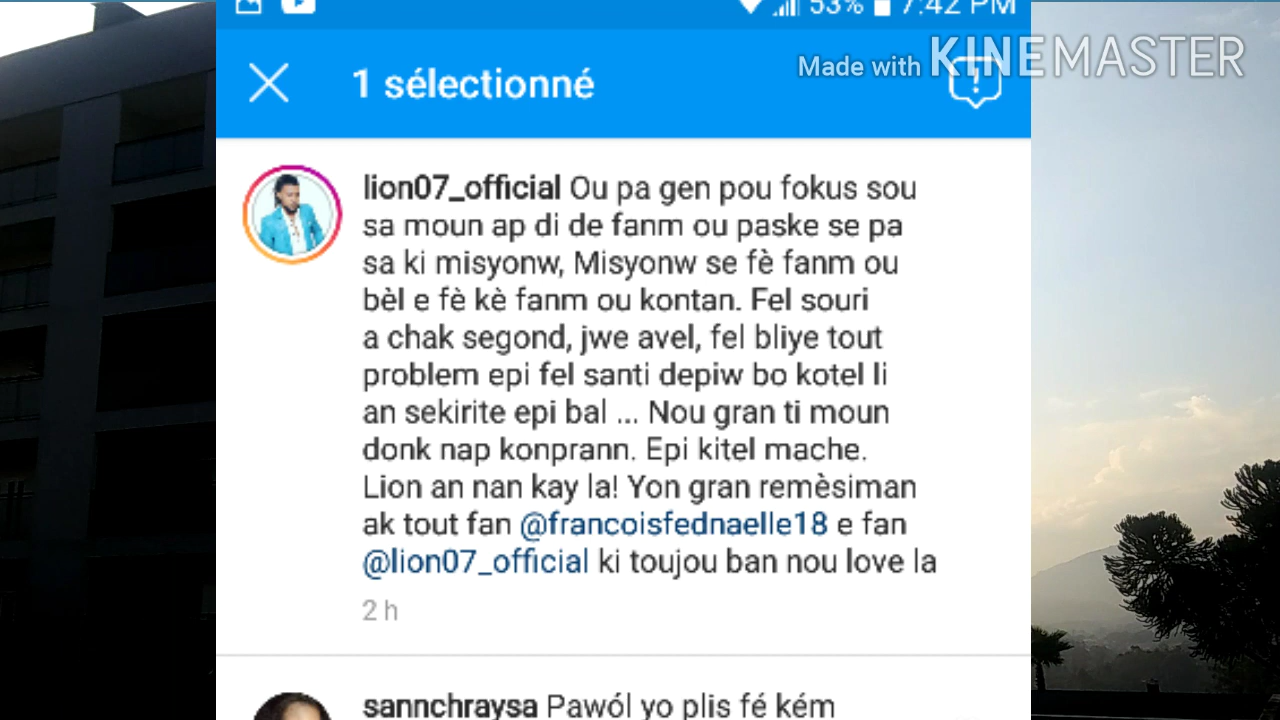 53% 7:42 PM
Made with KINEMASTER
1 sélectionné
lion07_official Ou pa gen pou fokus sou
sa moun ap di de fanm ou paske se pa
sa ki misyonw, Misyonw se fè fanm ou
bèl e fè kè fanm ou kontan. Fel souri
a chak segond, jwe avel, fel bliye tout
problem epi fel santi depiw bo kotel li
an sekirite epi bal ... Nou gran ti moun
donk nap konprann. Epi kitel mache.
Lion an nan kay la! Yon gran remèsiman
ak tout fan @francoisfednaelle18 e fan
@lion07_official ki toujou ban nou love la
2 h
sannchraysa Pawól yo plis fé kém